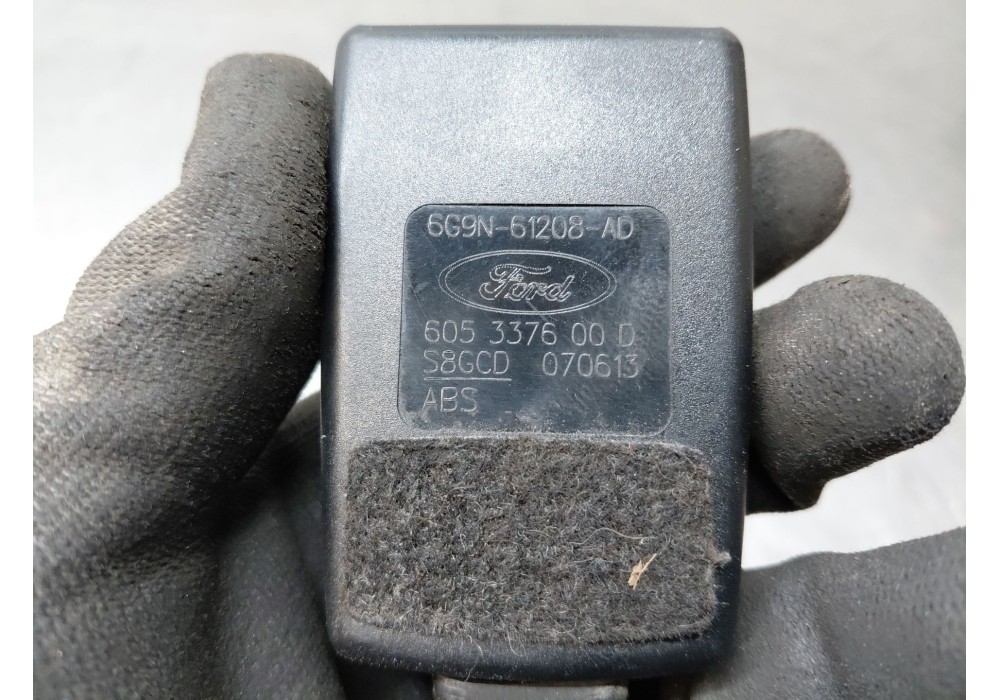 6G9N-61208-AD
Ford
605 3376 00 D
S8GCD 070613
ABS